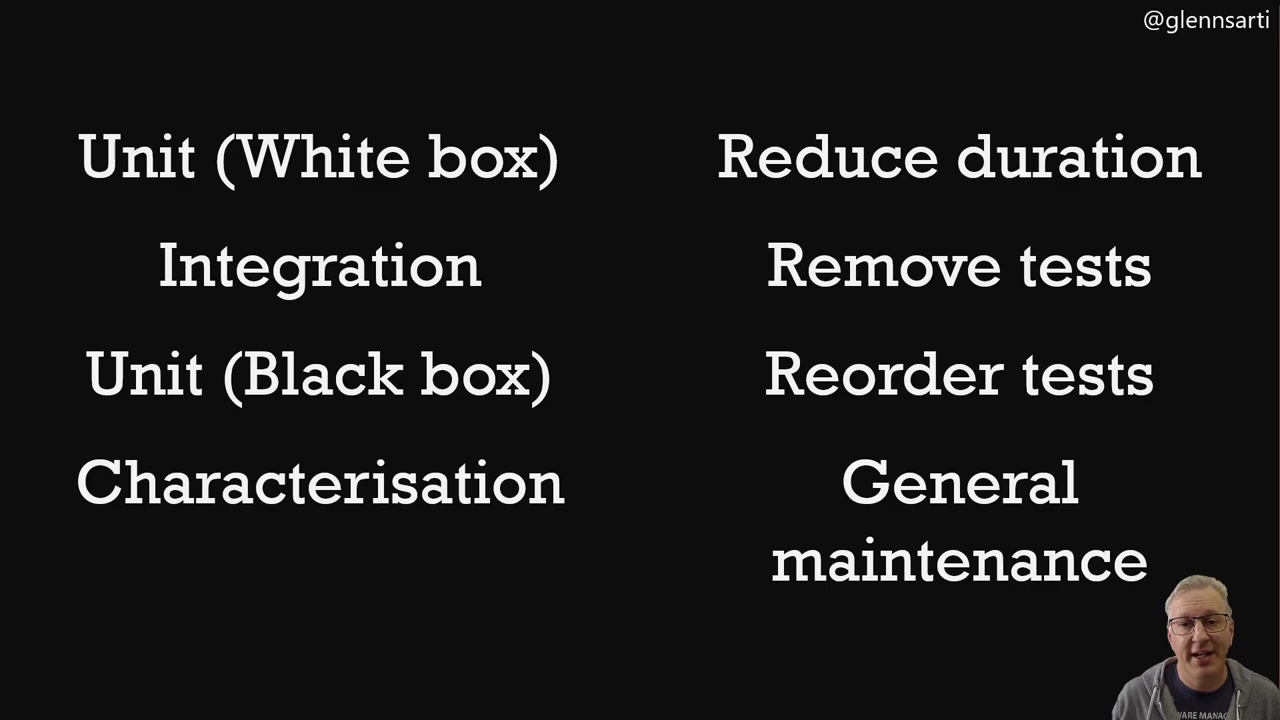 @glennsarti
Unit (White box)
Integration
Unit (Black box)
Characterisation
Reduce duration
Remove tests
Reorder tests
General
maintenance